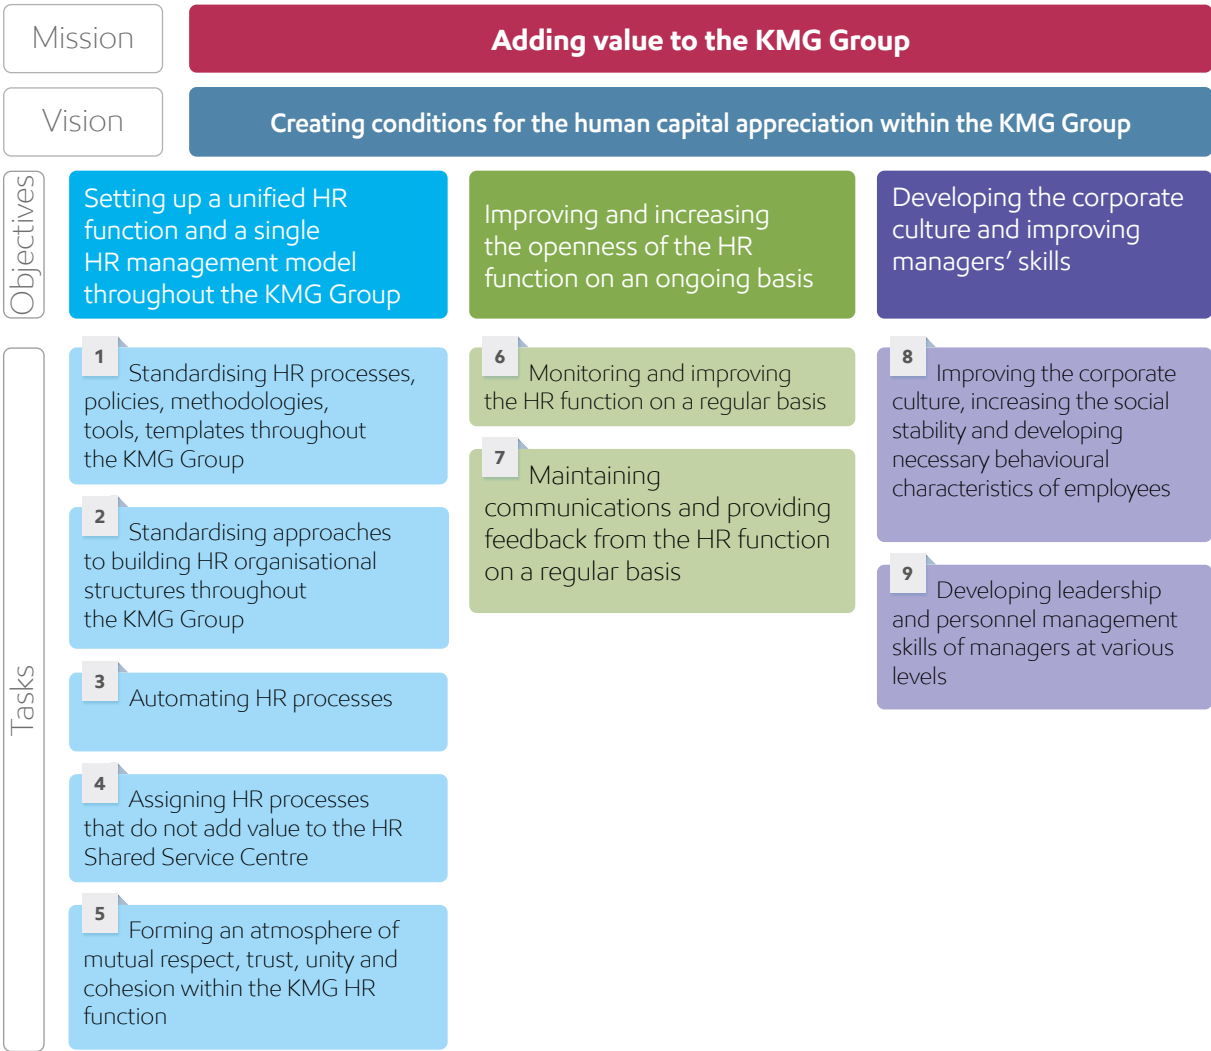 Mission
Adding value to the KMG Group
Vision
Creating conditions for the human capital appreciation within the KMG Group
Objectives
Setting up a unified HR
function and a single
HR management model
throughout the KMG Group
Improving and increasing
the openness of the HR
function on an ongoing basis
Developing the corporate
culture and improving
managers’ skills
Tasks
1
Standardising HR processes,
policies, methodologies,
tools, templates throughout
the KMG Group
2
Standardising approaches
to building HR organisational
structures throughout
the KMG Group
3
Automating HR processes
4
Assigning HR processes
that do not add value to the HR
Shared Service Centre
5
Forming an atmosphere of
mutual respect, trust, unity and
cohesion within the KMG HR
function
6
Monitoring and improving
the HR function on a regular basis
7
Maintaining
communications and providing
feedback from the HR function
on a regular basis
8
Improving the corporate
culture, increasing the social
stability and developing
necessary behavioural
characteristics of employees
9
Developing leadership
and personnel management
skills of managers at various
levels